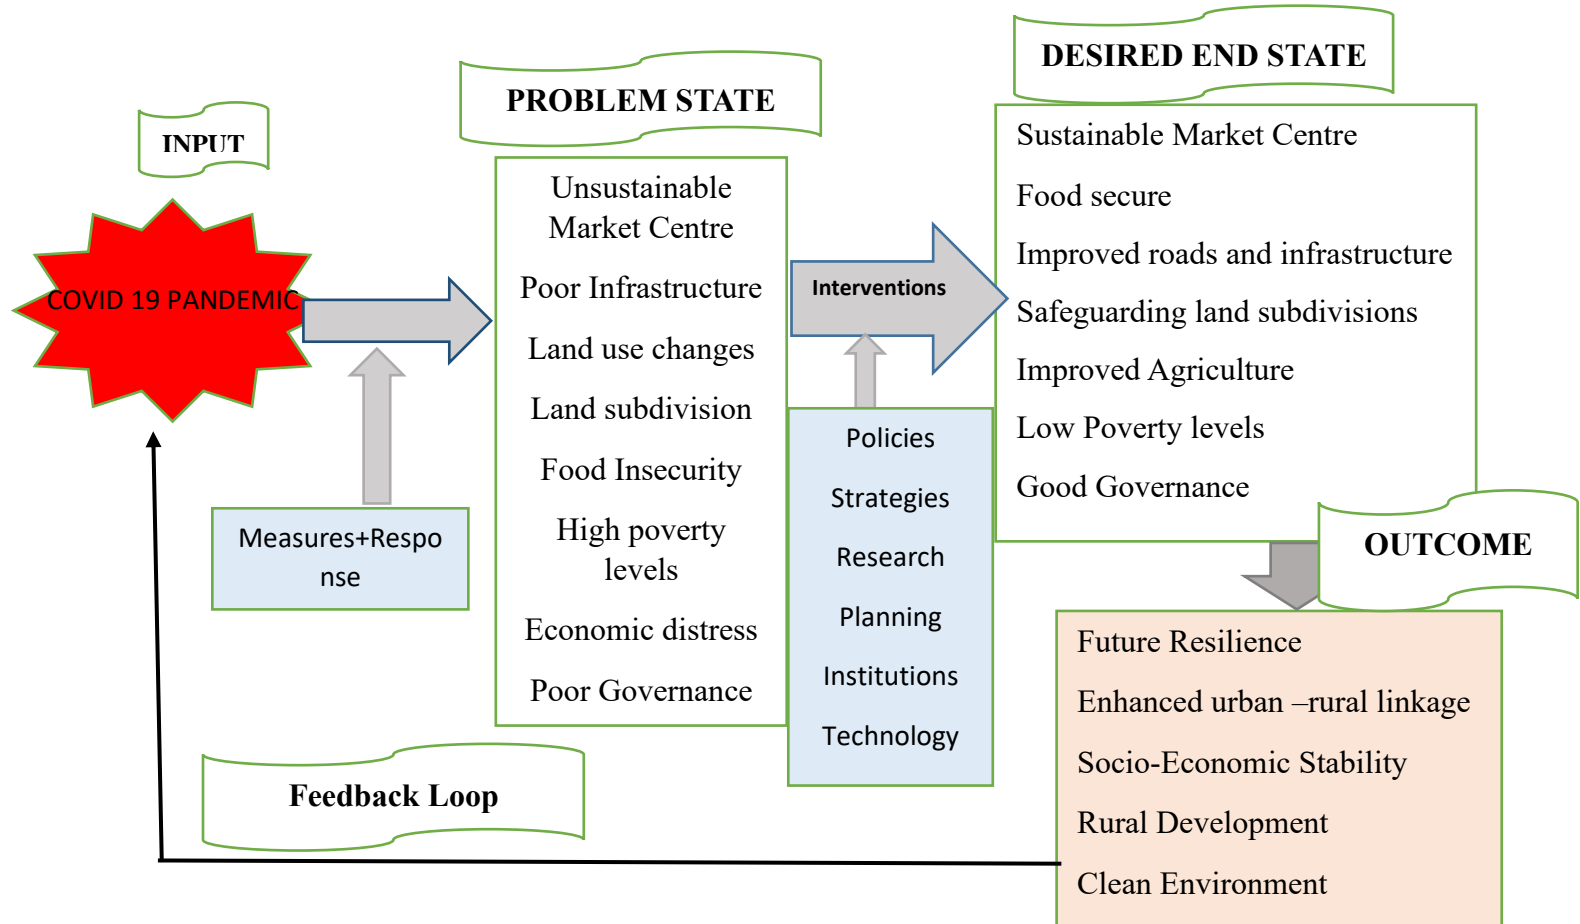 INPUT
COVID 19 PANDEMIC
Measures+Respo
nse
PROBLEM STATE
Unsustainable
Market Centre
Poor Infrastructure
Land use changes
Land subdivision
Food Insecurity
High poverty
levels
Economic distress
Poor Governance
Interventions
Policies
Strategies
Research
Planning
Institutions
Technology
DESIRED END STATE
Sustainable Market Centre
Food secure
Improved roads and infrastructure
Safeguarding land subdivisions
Improved Agriculture
Low Poverty levels
Good Governance
OUTCOME
Future Resilience
Enhanced urban –rural linkage
Socio-Economic Stability
Rural Development
Clean Environment
Feedback Loop